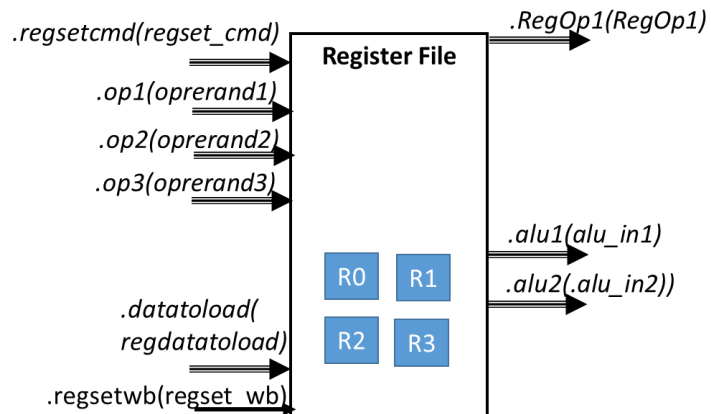 .regsetcmd(regset_cmd)
.RegOp1(RegOp1)
Register File
.op1(oprerand1)
.op2(oprerand2)
.op3(oprerand3)
.alu1(alu_in1)
.alu2(.alu_in2))
R0 R1
R2 R3
.datatoload(
regdatatoload)
.regsetwb(regset_wb)